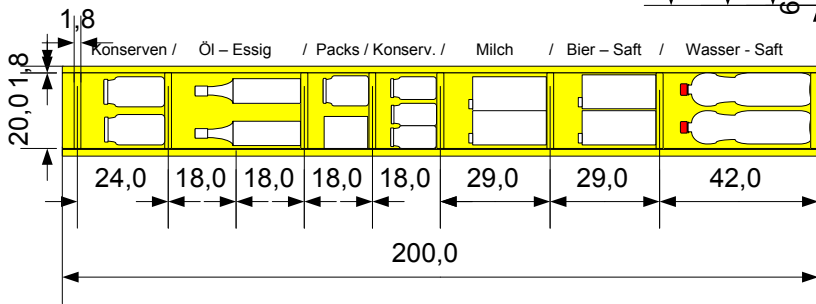 1,8
6
Konserven / Öl – Essig / Packs / Konserv. / Milch / Bier – Saft / Wasser - Saft
1,8
20,0
24,0 18,0 18,0 18,0 18,0 29,0 29,0 42,0
200,0